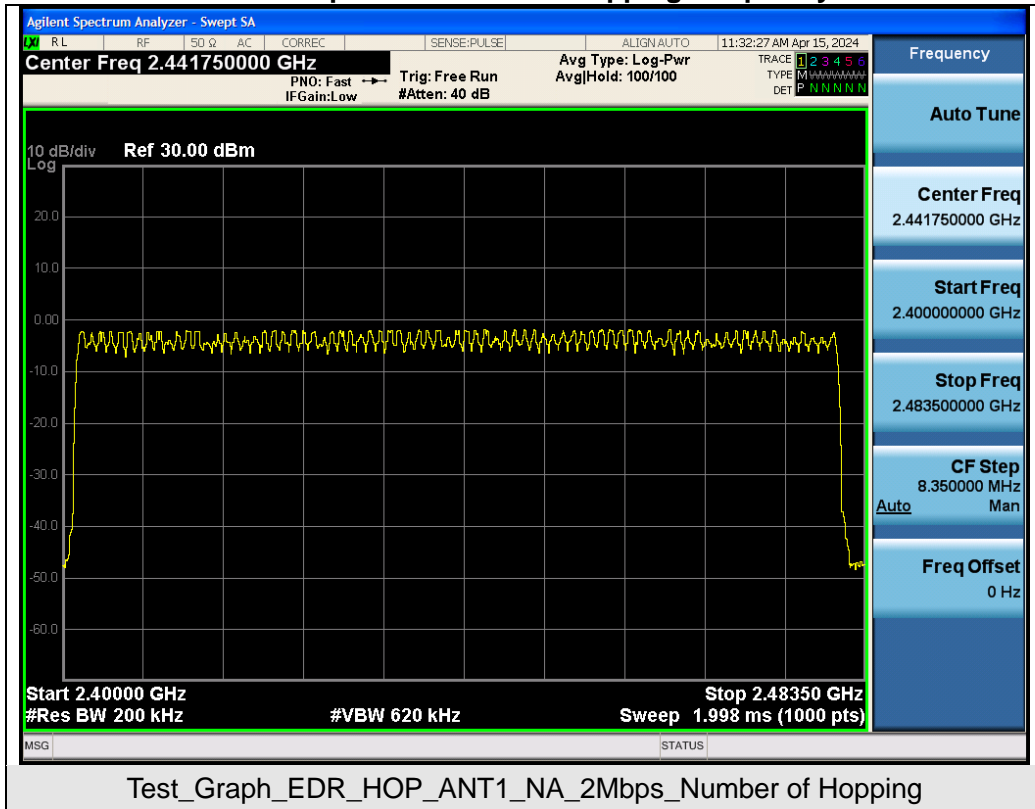 Agilent Spectrum Analyzer - Swept SA
LXI RL RF 50 Ω AC CORREC SENSE:PULSE ALIGN AUTO 11:32:27 AM Apr 15, 2024
Center Freq 2.441750000 GHz
PNO: Fast
IFGain:Low
Trig: Free Run
#Atten: 40 dB
Avg Type: Log-Pwr
Avg|Hold: 100/100
TRACE 1 2 3 4 5 6
TYPE M
DET P N N N N N
Frequency
Auto Tune
Center Freq
2.441750000 GHz
Start Freq
2.400000000 GHz
Stop Freq
2.483500000 GHz
CF Step
8.350000 MHz
Auto Man
Freq Offset
0 Hz
10 dB/div Ref 30.00 dBm
Log
20.0
10.0
0.00
-10.0
-20.0
-30.0
-40.0
-50.0
-60.0
Start 2.40000 GHz Stop 2.48350 GHz
#Res BW 200 kHz #VBW 620 kHz Sweep 1.998 ms (1000 pts)
MSG STATUS
Test_Graph_EDR_HOP_ANT1_NA_2Mbps_Number of Hopping